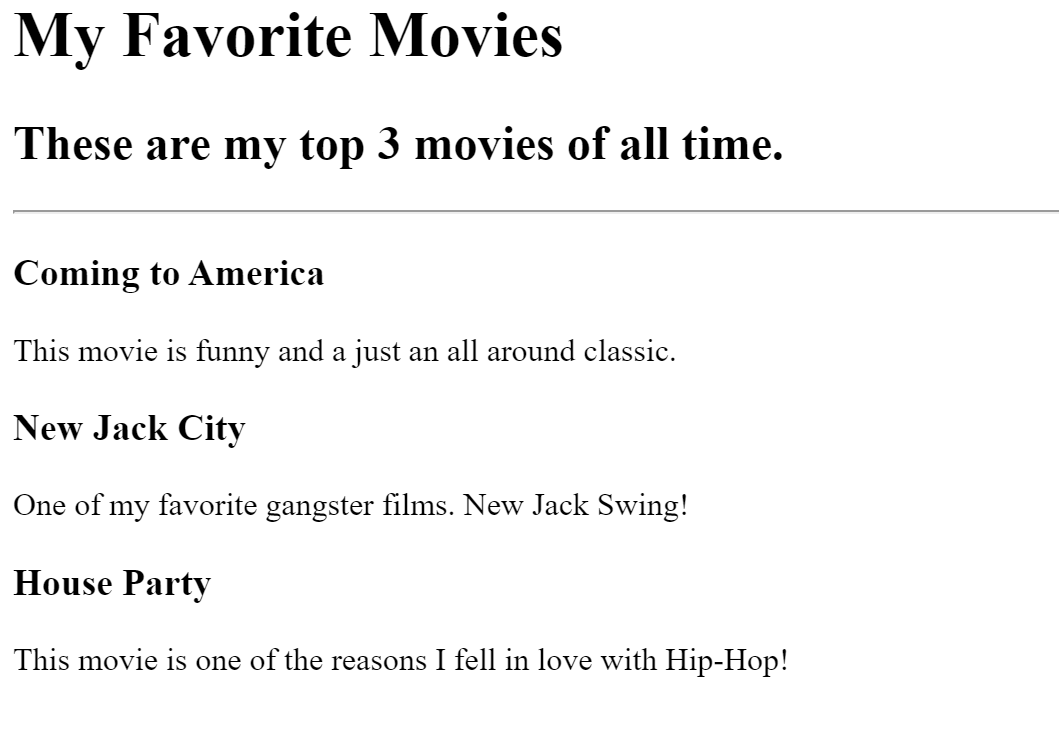 My Favorite Movies
These are my top 3 movies of all time.
Coming to America
This movie is funny and a just an all around classic.
New Jack City
One of my favorite gangster films. New Jack Swing!
House Party
This movie is one of the reasons I fell in love with Hip-Hop!